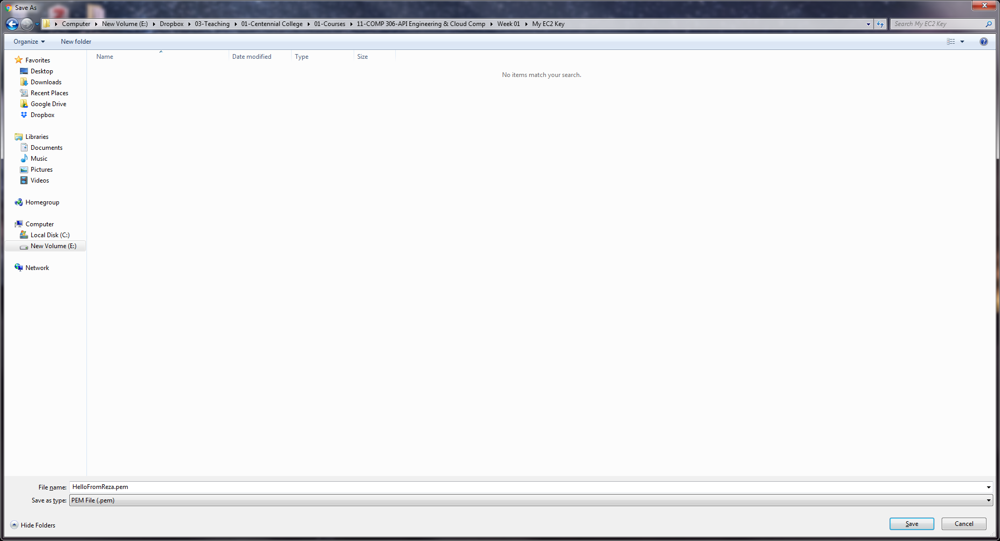 Save As
Computer New Volume (E:) Dropbox 03-Teaching 01-Centennial College 01-Courses 11-COMP 306-API Engineering & Cloud Comp Week 01 My EC2 Key Search My EC2 Key
Organize New folder
Name Date modified Type Size
No items match your search.
Favorites
Desktop
Downloads
Recent Places
Google Drive
Dropbox
Libraries
Documents
Music
Pictures
Videos
Homegroup
Computer
Local Disk (C:)
New Volume (E:)
Network
File name: HelloFromReza.pem
Save as type: PEM File (.pem)
Hide Folders Save Cancel